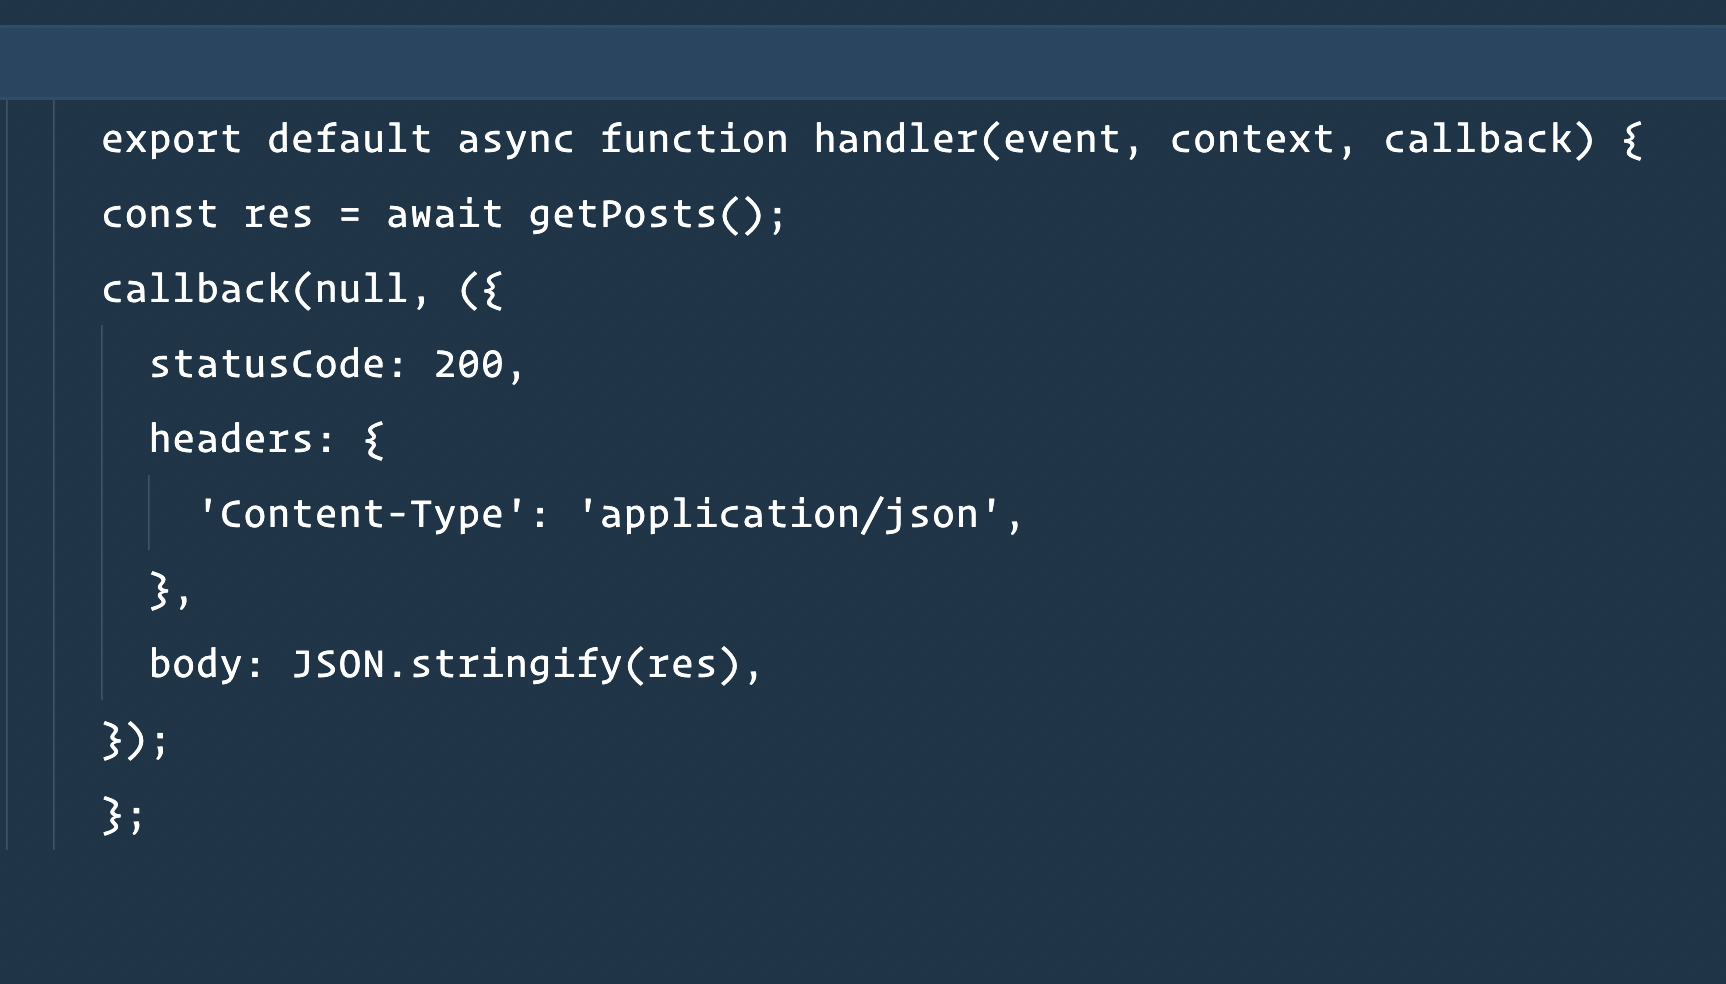 export default async function handler(event, context, callback) {
const res = await getPosts();
callback(null, ({
statusCode: 200,
headers: {
'Content-Type': 'application/json',
},
body: JSON.stringify(res),
});
};